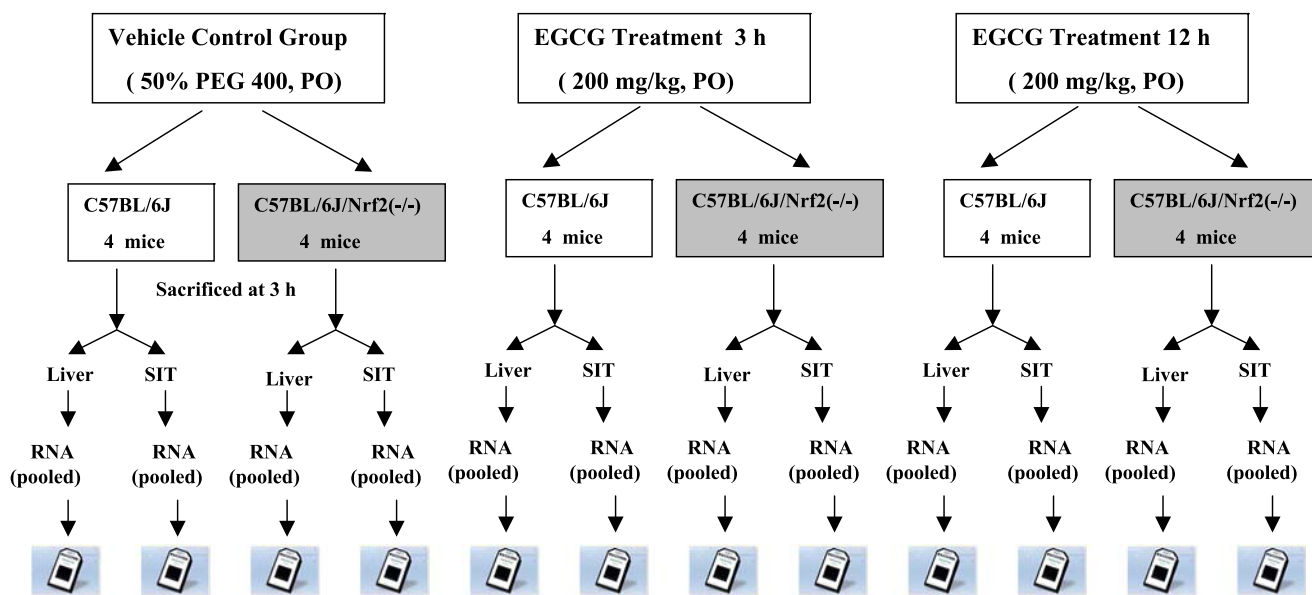 Vehicle Control Group
( 50% PEG 400, PO)
EGCG Treatment 3 h
( 200 mg/kg, PO)
EGCG Treatment 12 h
( 200 mg/kg, PO)
C57BL/6J
4 mice
C57BL/6J/Nrf2(-/-)
4 mice
C57BL/6J
4 mice
C57BL/6J/Nrf2(-/-)
4 mice
C57BL/6J
4 mice
C57BL/6J/Nrf2(-/-)
4 mice
Sacrificed at 3 h
Liver
SIT
Liver
SIT
Liver
SIT
Liver
SIT
Liver
SIT
Liver
SIT
RNA
(pooled)
RNA
(pooled)
RNA
(pooled)
RNA
(pooled)
RNA
(pooled)
RNA
(pooled)
RNA
(pooled)
RNA
(pooled)
RNA
(pooled)
RNA
(pooled)
RNA
(pooled)
RNA
(pooled)